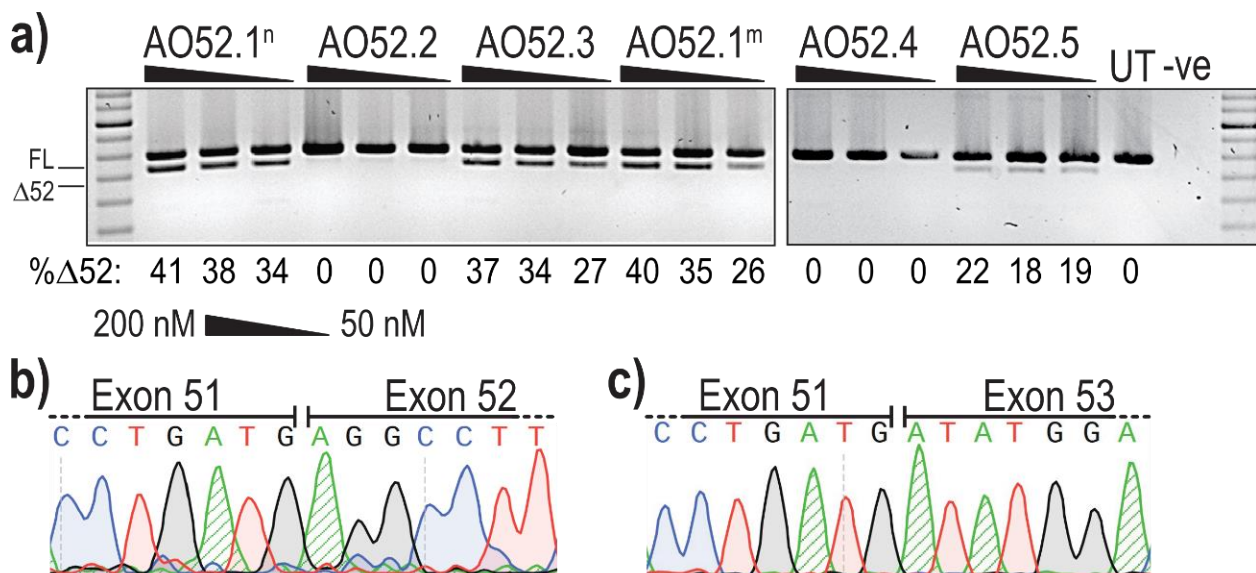 a)
AO52.1ⁿ AO52.2 AO52.3 AO52.1ᵐ AO52.4 AO52.5 UT -ve
FL
Δ52
%Δ52: 41 38 34 0 0 0 37 34 27 40 35 26 0 0 0 22 18 19 0
200 nM 50 nM
b) c)
Exon 51 Exon 52 Exon 51 Exon 53
C C T G A T G A G G C C T T C C T G A T G A T A T G G A